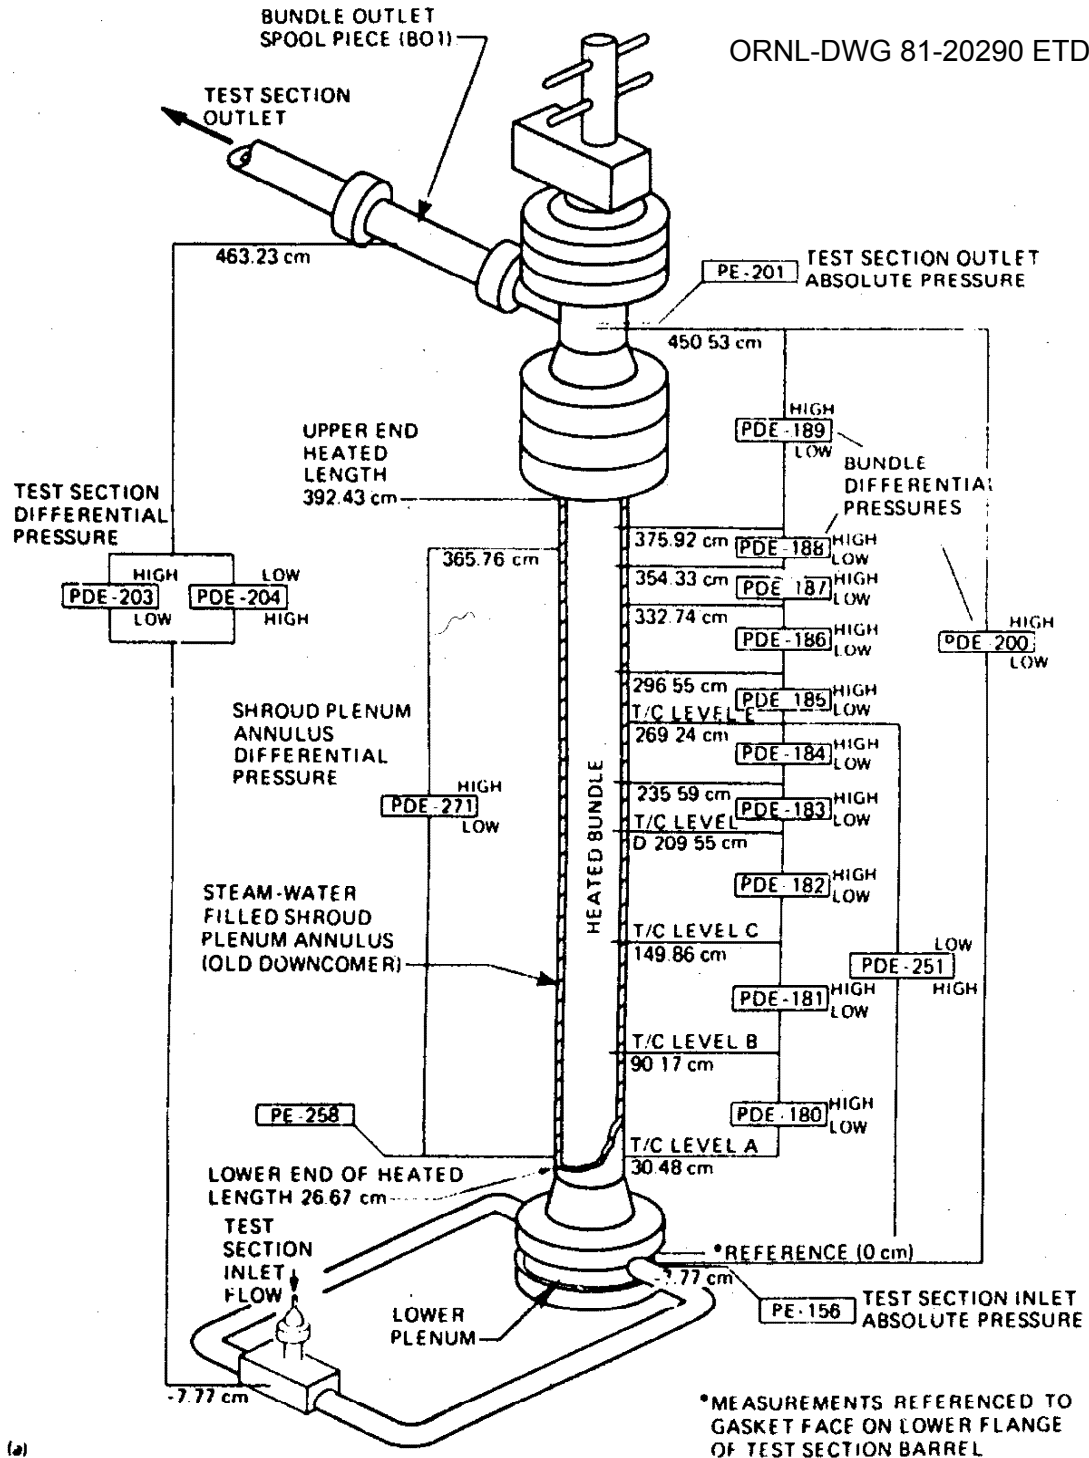 BUNDLE OUTLET
SPOOL PIECE (BO1)
ORNL-DWG 81-20290 ETD
TEST SECTION
OUTLET
463.23 cm
PE-201
TEST SECTION OUTLET
ABSOLUTE PRESSURE
450 53 cm
HIGH
PDE-189
LOW
UPPER END
HEATED
LENGTH
392.43 cm
BUNDLE
DIFFERENTIAL
PRESSURES
TEST SECTION
DIFFERENTIAL
PRESSURE
365.76 cm
375.92 cm
PDE-188
HIGH
LOW
HIGH
PDE-203
LOW
LOW
PDE-204
HIGH
354.33 cm
PDE-187
HIGH
LOW
332.74 cm
PDE-186
HIGH
LOW
HIGH
PDE-200
LOW
296 55 cm
PDE-185
HIGH
LOW
T/C LEVEL E
269 24 cm
PDE-184
HIGH
LOW
SHROUD PLENUM
ANNULUS
DIFFERENTIAL
PRESSURE
HIGH
PDE-271
LOW
HEATED BUNDLE
235 59 cm
PDE-183
HIGH
LOW
T/C LEVEL
D 209 55 cm
PDE-182
HIGH
LOW
STEAM-WATER
FILLED SHROUD
PLENUM ANNULUS
(OLD DOWNCOMER)
T/C LEVEL C
149.86 cm
LOW
PDE-251
HIGH
PDE-181
HIGH
LOW
T/C LEVEL B
90 17 cm
PE-258
PDE-180
HIGH
LOW
T/C LEVEL A
30.48 cm
LOWER END OF HEATED
LENGTH 26.67 cm
TEST
SECTION
INLET
FLOW
*REFERENCE (0 cm)
-7.77 cm
LOWER
PLENUM
PE-156
TEST SECTION INLET
ABSOLUTE PRESSURE
-7.77 cm
*MEASUREMENTS REFERENCED TO
GASKET FACE ON LOWER FLANGE
OF TEST SECTION BARREL
(a)